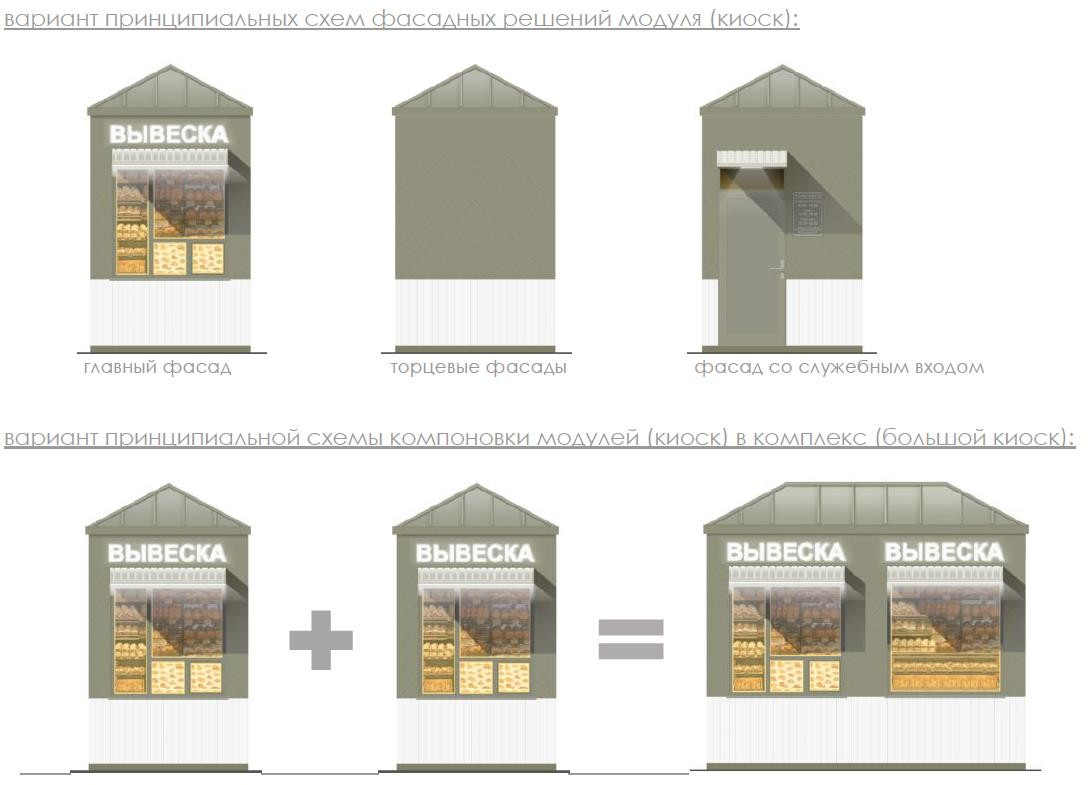 вариант принципиальных схем фасадных решений модуля (киоск):
ВЫВЕСКА
главный фасад
торцевые фасады
фасад со служебным входом
вариант принципиальной схемы компоновки модулей (киоск) в комплекс (большой киоск):
ВЫВЕСКА
+
ВЫВЕСКА
=
ВЫВЕСКА
ВЫВЕСКА